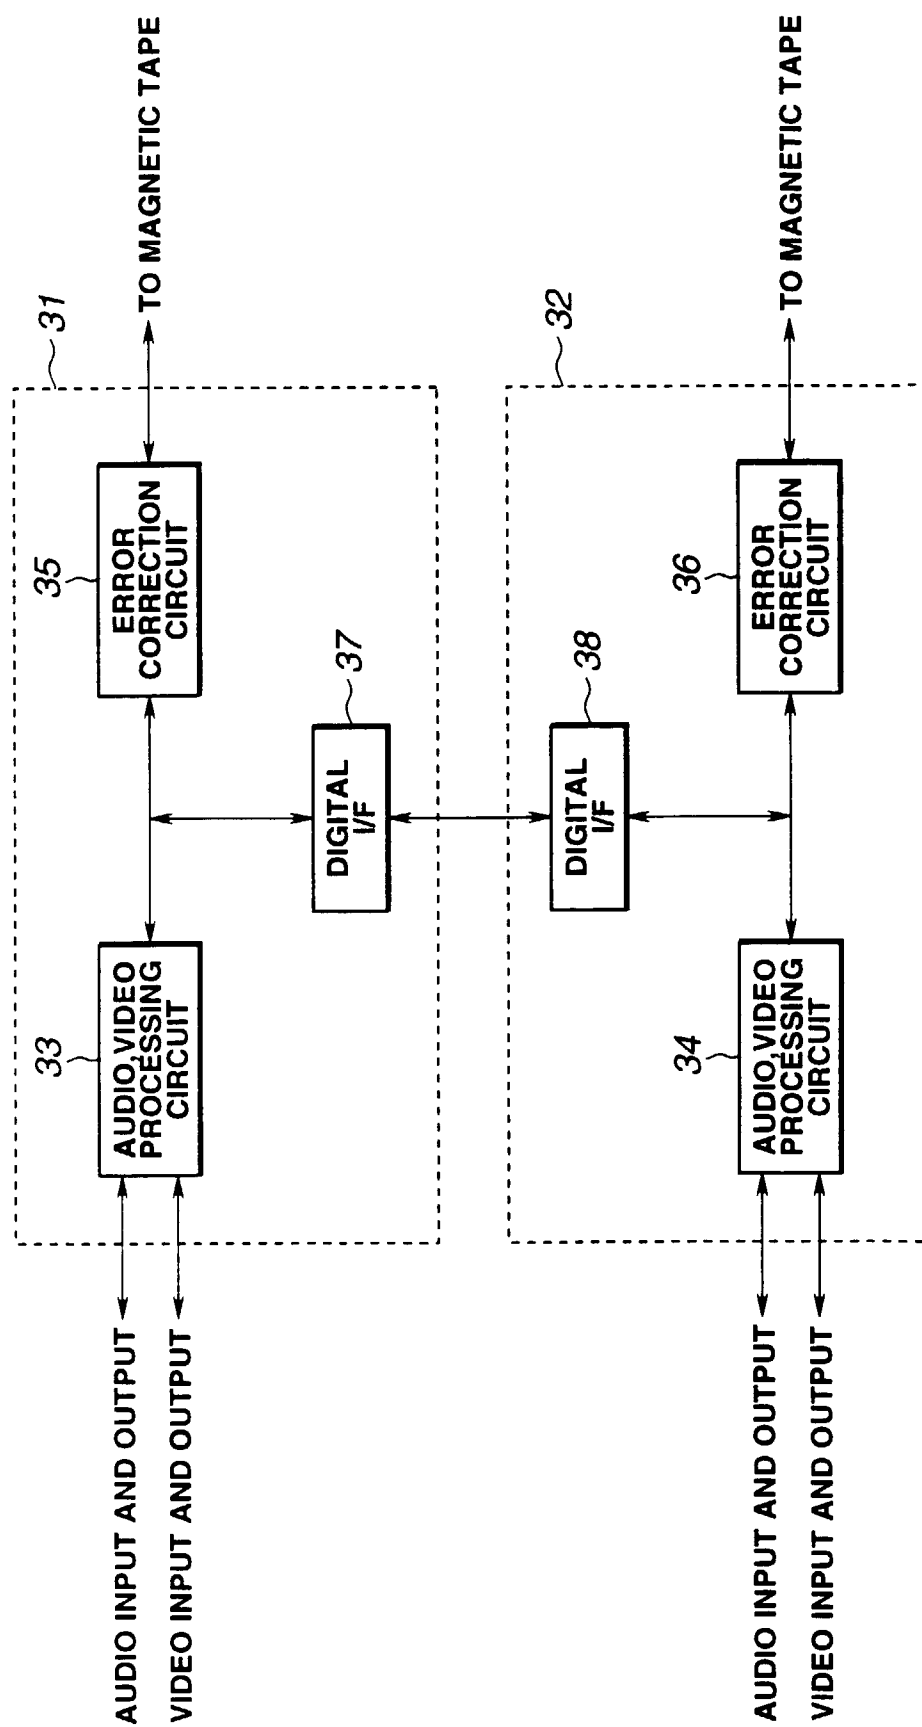 31
AUDIO INPUT AND OUTPUT
VIDEO INPUT AND OUTPUT
33
AUDIO,VIDEO
PROCESSING
CIRCUIT
35
ERROR
CORRECTION
CIRCUIT
TO MAGNETIC TAPE
DIGITAL
I/F
37
32
DIGITAL
I/F
38
AUDIO INPUT AND OUTPUT
VIDEO INPUT AND OUTPUT
34
AUDIO,VIDEO
PROCESSING
CIRCUIT
36
ERROR
CORRECTION
CIRCUIT
TO MAGNETIC TAPE